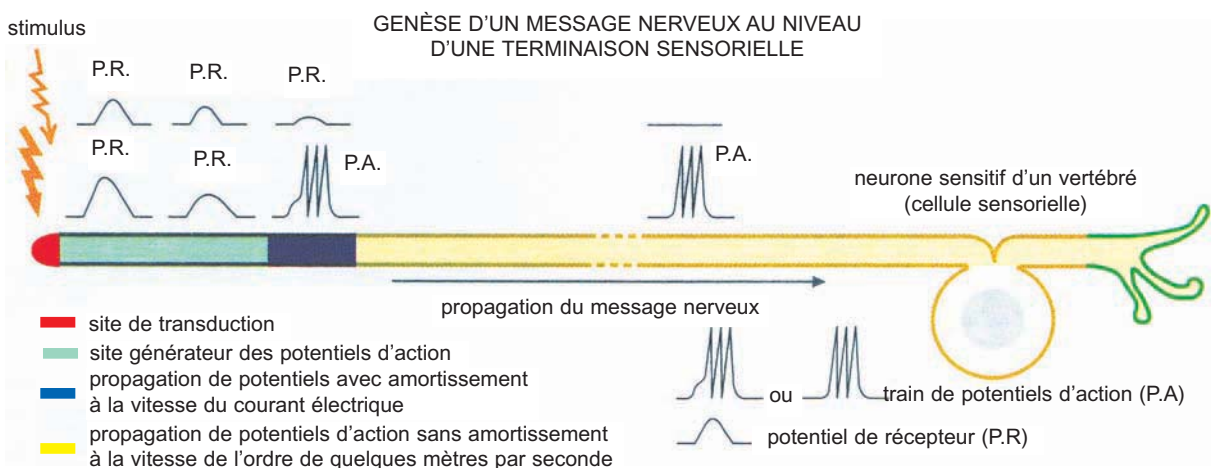 GENÈSE D'UN MESSAGE NERVEUX AU NIVEAU
D'UNE TERMINAISON SENSORIELLE
stimulus
P.R.
P.R.
P.R.
P.R.
P.R.
P.A.
P.A.
neurone sensitif d'un vertébré
(cellule sensorielle)
propagation du message nerveux
site de transduction
site générateur des potentiels d'action
propagation de potentiels avec amortissement
à la vitesse du courant électrique
propagation de potentiels d'action sans amortissement
à la vitesse de l'ordre de quelques mètres par seconde
ou
train de potentiels d'action (P.A)
potentiel de récepteur (P.R)